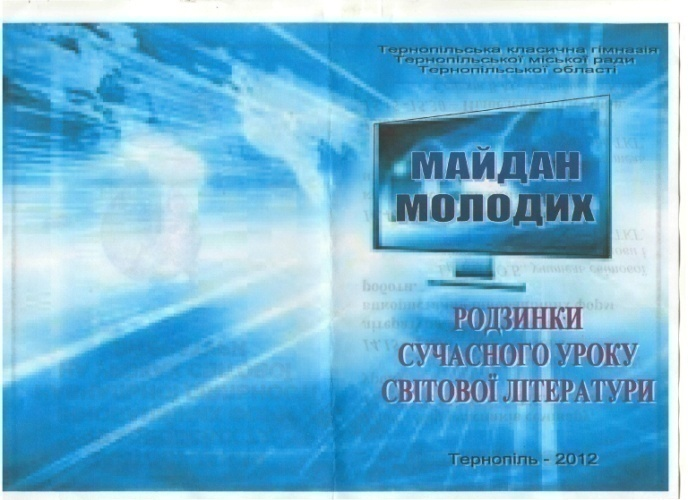 Тернопільська класична гімназія
Тернопільської міської ради
Тернопільської області
МАЙДАН
МОЛОДИХ
РОДЗИНКИ
СУЧАСНОГО УРОКУ
СВІТОВОЇ ЛІТЕРАТУРИ
Тернопіль - 2012